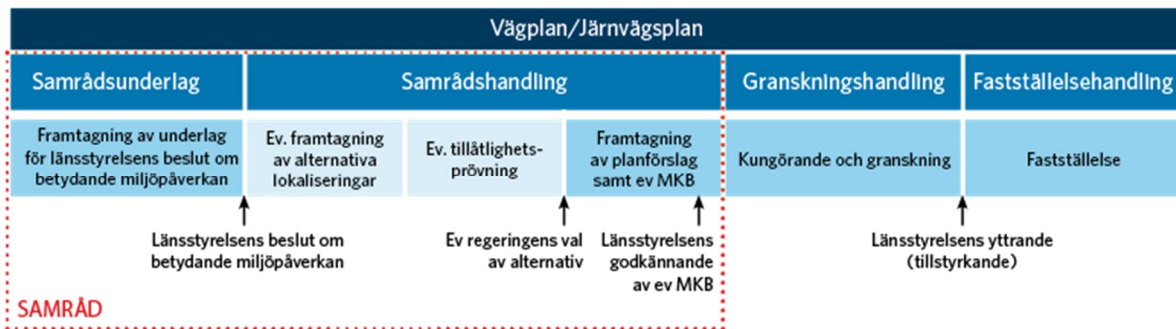 Vägplan/Järnvägsplan
Samrådsunderlag
Samrådshandling
Granskningshandling
Fastställelsehandling
Framtagning av underlag
för länsstyrelsens beslut om
betydande miljöpåverkan
Ev. framtagning
av alternativa
lokaliseringar
Ev. tillåtlighets-
prövning
Framtagning
av planförslag
samt ev MKB
Kungörande och granskning
Fastställelse
Länsstyrelsens beslut om
betydande miljöpåverkan
Ev regeringens val
av alternativ
Länsstyrelsens
godkännande
av ev MKB
Länsstyrelsens yttrande
(tillstyrkande)
SAMRÅD